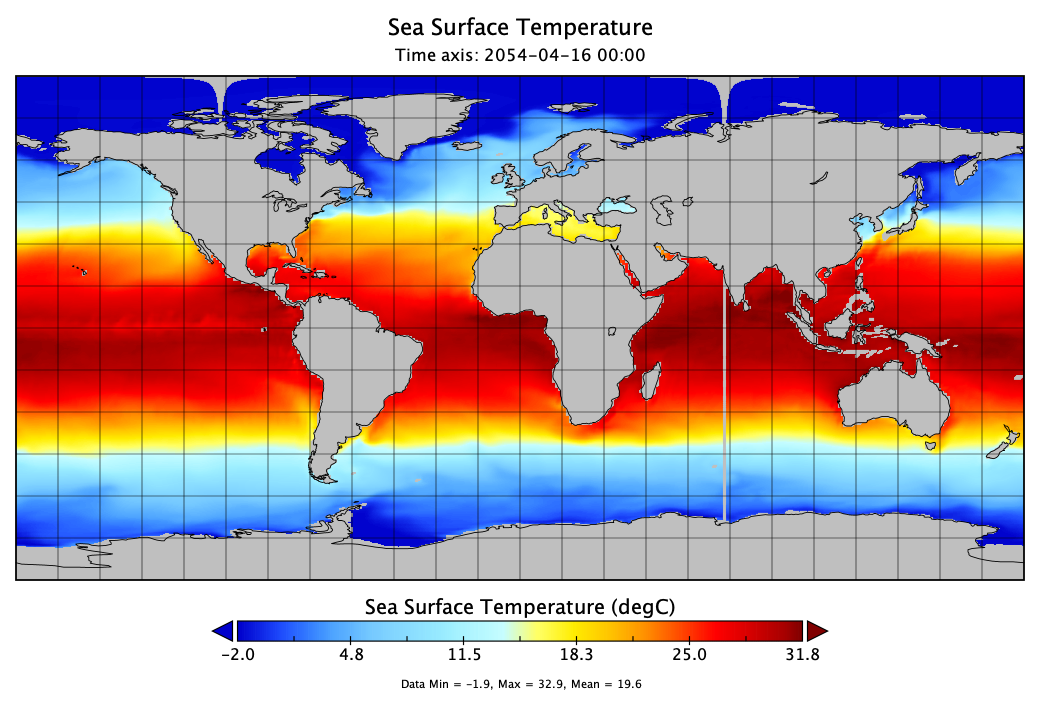 Sea Surface Temperature
Time axis: 2054-04-16 00:00
Sea Surface Temperature (degC)
−2.0 4.8 11.5 18.3 25.0 31.8
Data Min = −1.9, Max = 32.9, Mean = 19.6